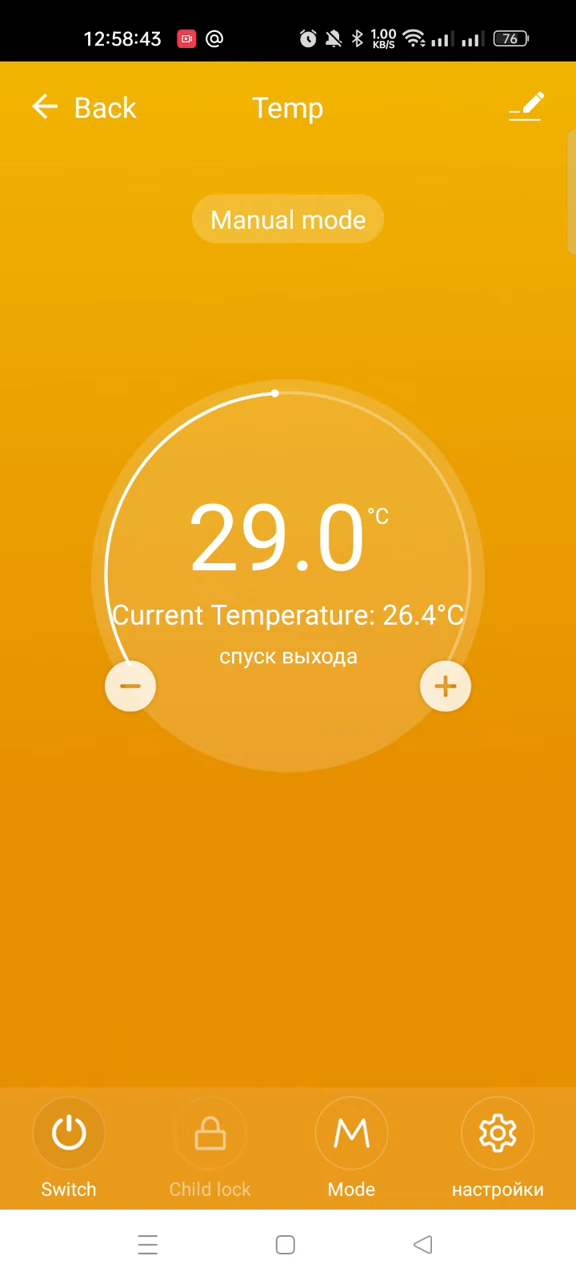 12:58:43 @ 1.00 KB/S 76
Back Temp
Manual mode
29.0 °C
Current Temperature: 26.4°C
спуск выхода
− +
M
Switch Child lock Mode настройки